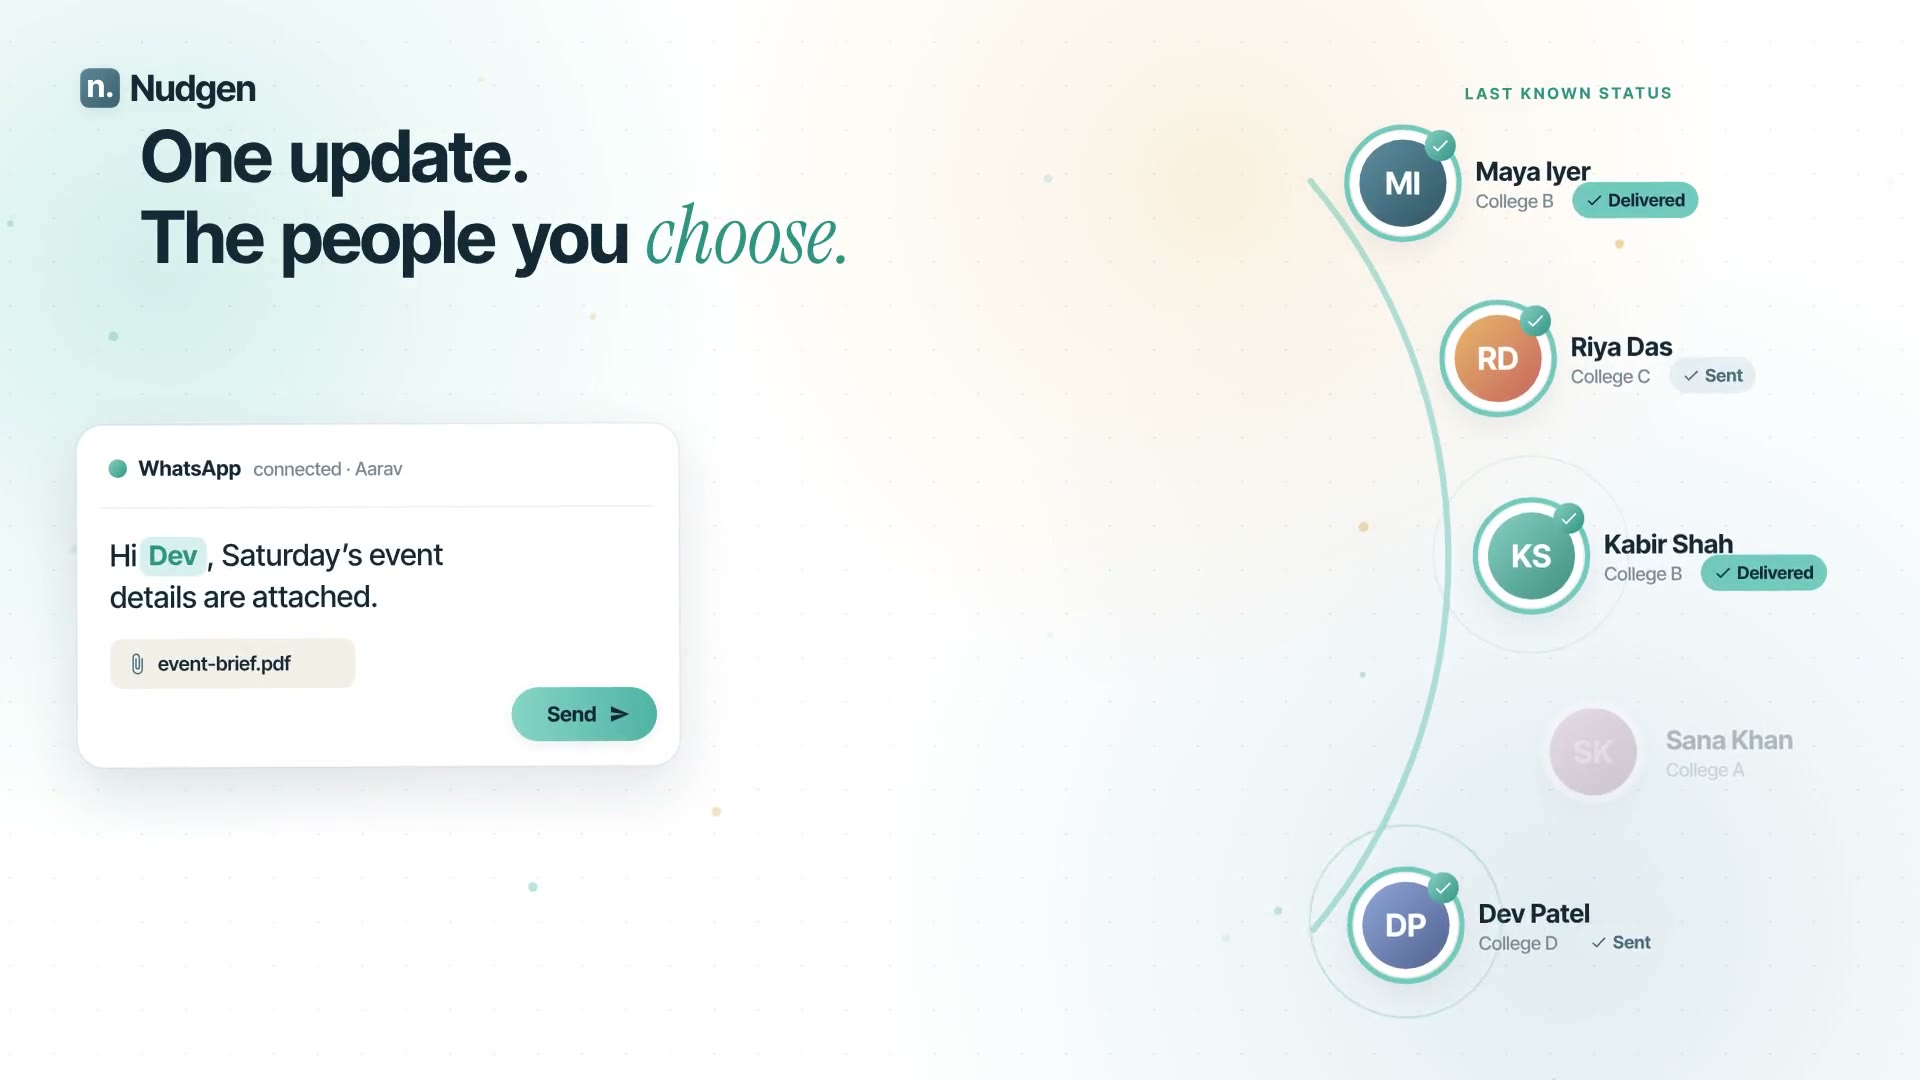 n. Nudgen
One update.
The people you choose.
WhatsApp connected · Aarav
Hi Dev, Saturday’s event
details are attached.
event-brief.pdf
Send
LAST KNOWN STATUS
MI
Maya Iyer
College B
Delivered
RD
Riya Das
College C
Sent
KS
Kabir Shah
College B
Delivered
SK
Sana Khan
College A
DP
Dev Patel
College D
Sent